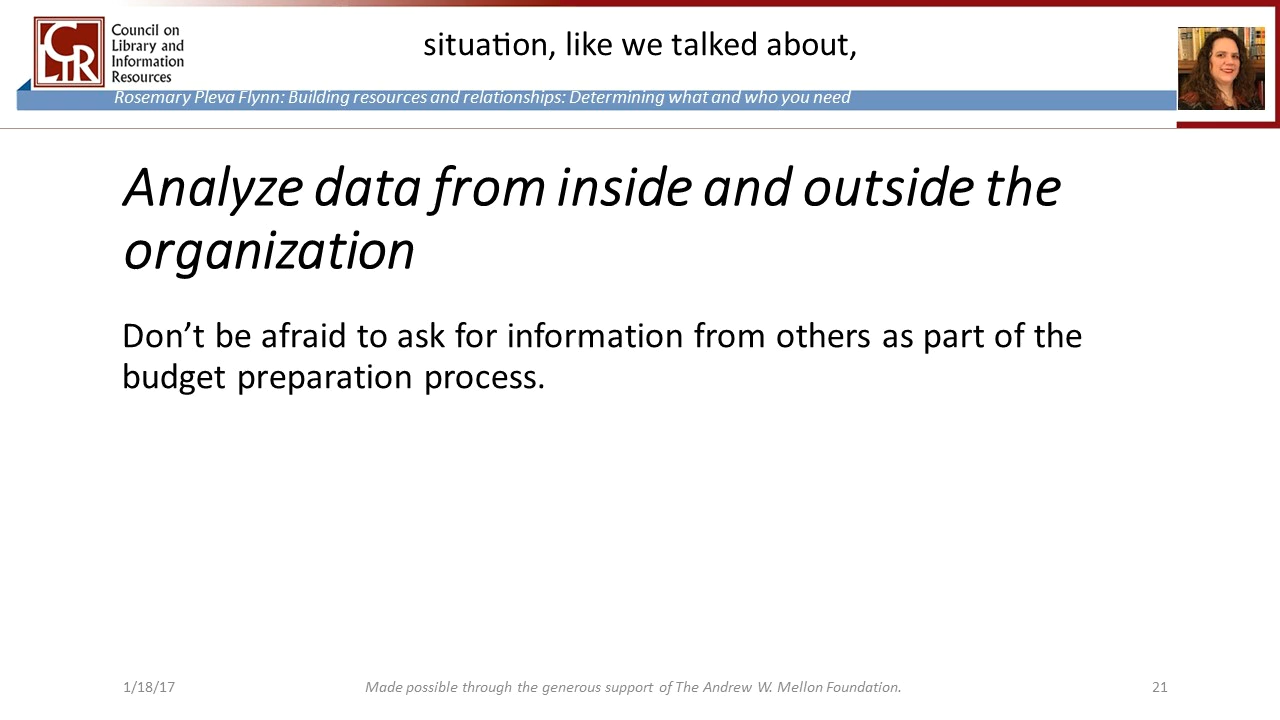 CLIR
Council on
Library and
Information
Resources
situation, like we talked about,
Rosemary Pleva Flynn: Building resources and relationships: Determining what and who you need
Analyze data from inside and outside the
organization
Don’t be afraid to ask for information from others as part of the
budget preparation process.
1/18/17
Made possible through the generous support of The Andrew W. Mellon Foundation.
21